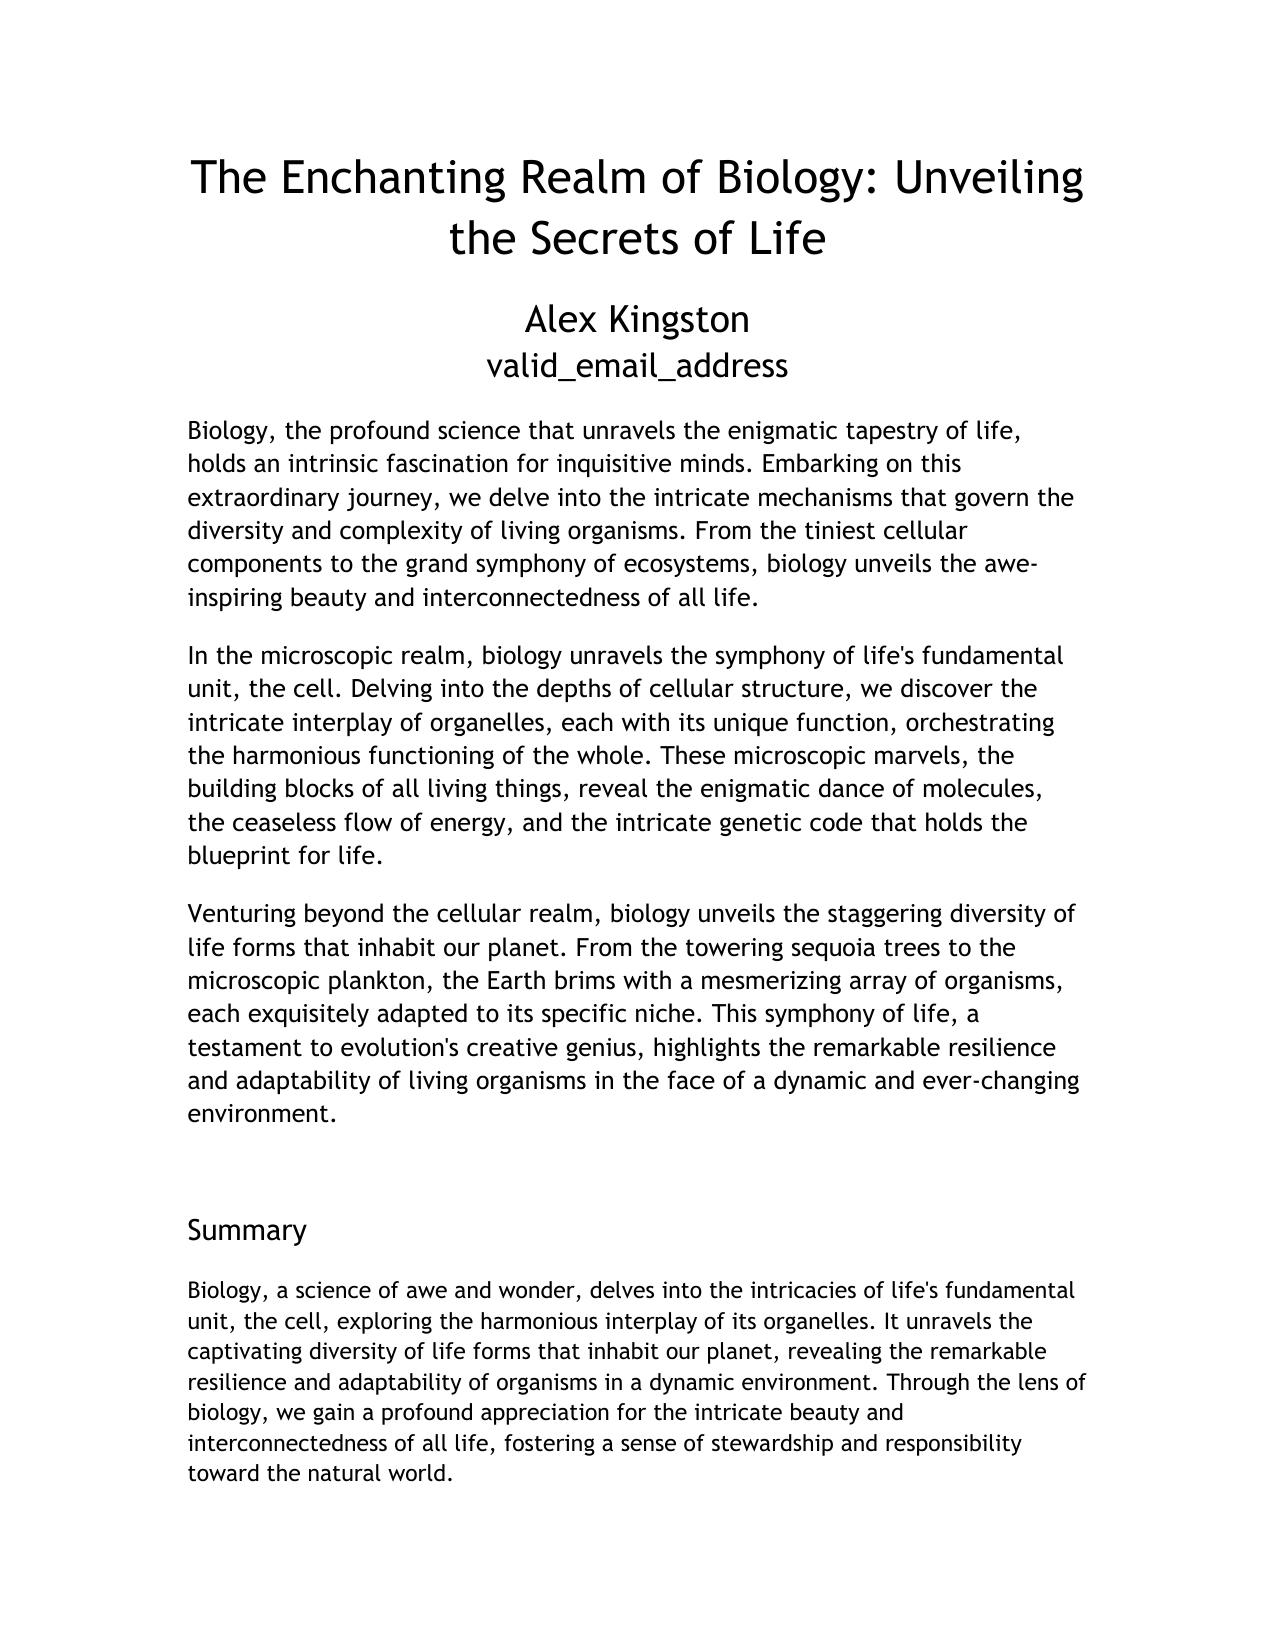 The Enchanting Realm of Biology: Unveiling
the Secrets of Life
Alex Kingston
valid_email_address
Biology, the profound science that unravels the enigmatic tapestry of life,
holds an intrinsic fascination for inquisitive minds. Embarking on this
extraordinary journey, we delve into the intricate mechanisms that govern the
diversity and complexity of living organisms. From the tiniest cellular
components to the grand symphony of ecosystems, biology unveils the awe-
inspiring beauty and interconnectedness of all life.
In the microscopic realm, biology unravels the symphony of life's fundamental
unit, the cell. Delving into the depths of cellular structure, we discover the
intricate interplay of organelles, each with its unique function, orchestrating
the harmonious functioning of the whole. These microscopic marvels, the
building blocks of all living things, reveal the enigmatic dance of molecules,
the ceaseless flow of energy, and the intricate genetic code that holds the
blueprint for life.
Venturing beyond the cellular realm, biology unveils the staggering diversity of
life forms that inhabit our planet. From the towering sequoia trees to the
microscopic plankton, the Earth brims with a mesmerizing array of organisms,
each exquisitely adapted to its specific niche. This symphony of life, a
testament to evolution's creative genius, highlights the remarkable resilience
and adaptability of living organisms in the face of a dynamic and ever-changing
environment.
Summary
Biology, a science of awe and wonder, delves into the intricacies of life's fundamental
unit, the cell, exploring the harmonious interplay of its organelles. It unravels the
captivating diversity of life forms that inhabit our planet, revealing the remarkable
resilience and adaptability of organisms in a dynamic environment. Through the lens of
biology, we gain a profound appreciation for the intricate beauty and
interconnectedness of all life, fostering a sense of stewardship and responsibility
toward the natural world.